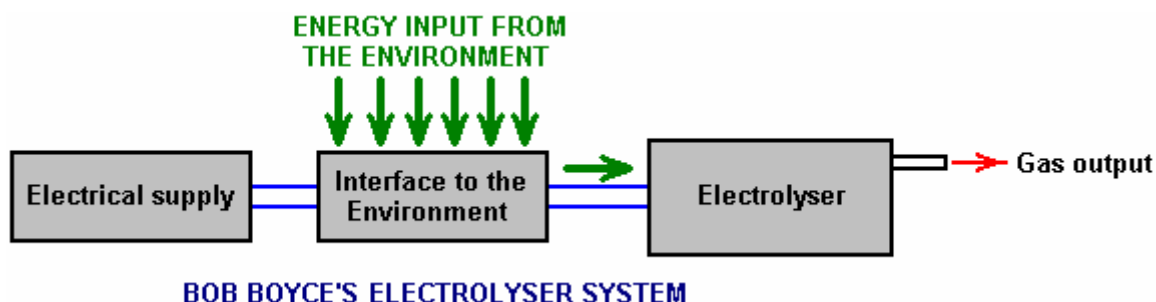 ENERGY INPUT FROM
THE ENVIRONMENT
Electrical supply
Interface to the
Environment
Electrolyser
Gas output
BOB BOYCE'S ELECTROLYSER SYSTEM